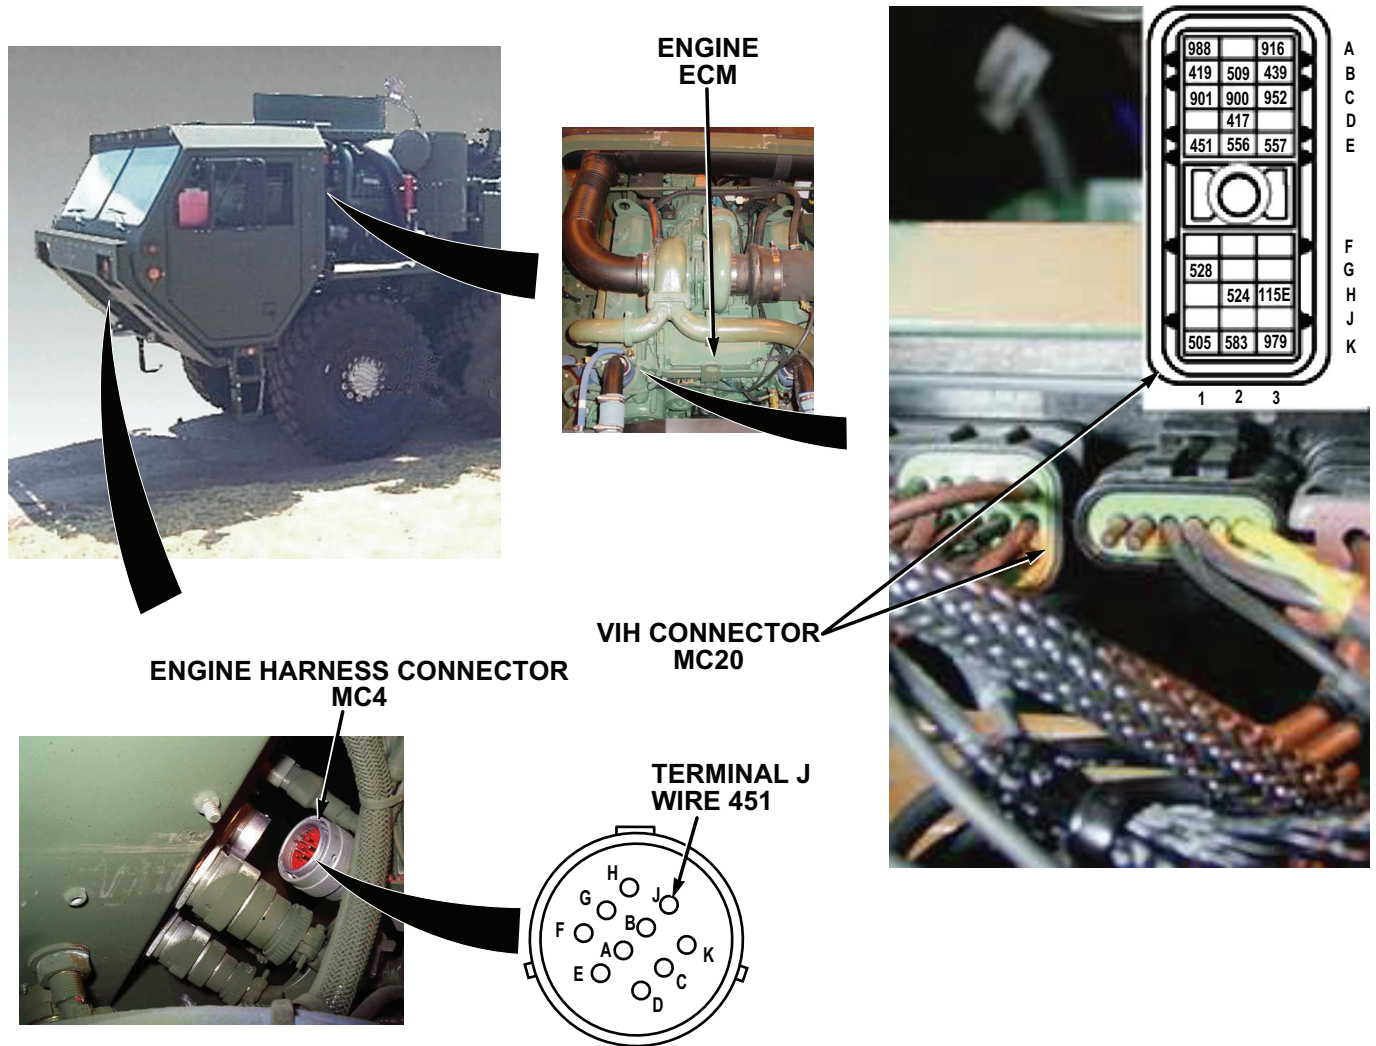 ENGINE
ECM
988 916 A
419 509 439 B
901 900 952 C
417 D
451 556 557 E
F
528 G
524 115E H
J
505 583 979 K
1 2 3
VIH CONNECTOR
MC20
ENGINE HARNESS CONNECTOR
MC4
TERMINAL J
WIRE 451
H
J
G
B
F
A
K
E
C
D